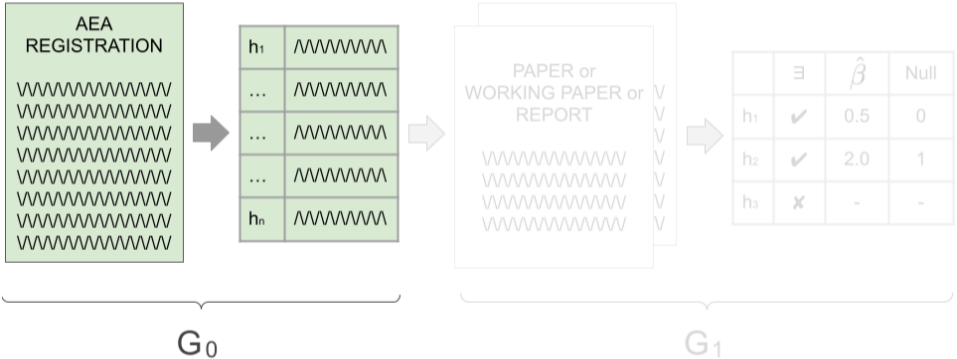 AEA
REGISTRATION
h₁
...
...
...
hₙ
PAPER or
WORKING PAPER or
REPORT
∃ β̂ Null
h₁ ✔ 0.5 0
h₂ ✔ 2.0 1
h₃ ✘ - -
G₀
G₁